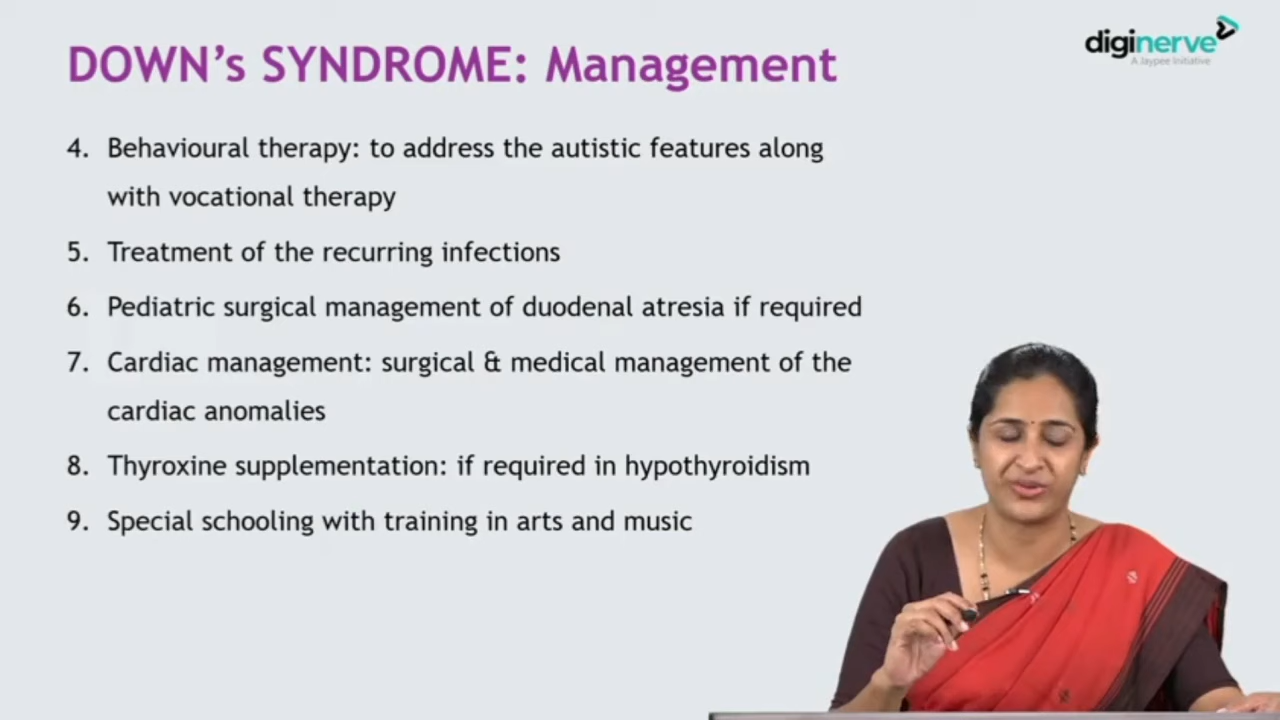 DOWN's SYNDROME: Management
diginerve
A Jaypee Initiative
4. Behavioural therapy: to address the autistic features along
with vocational therapy
5. Treatment of the recurring infections
6. Pediatric surgical management of duodenal atresia if required
7. Cardiac management: surgical & medical management of the
cardiac anomalies
8. Thyroxine supplementation: if required in hypothyroidism
9. Special schooling with training in arts and music